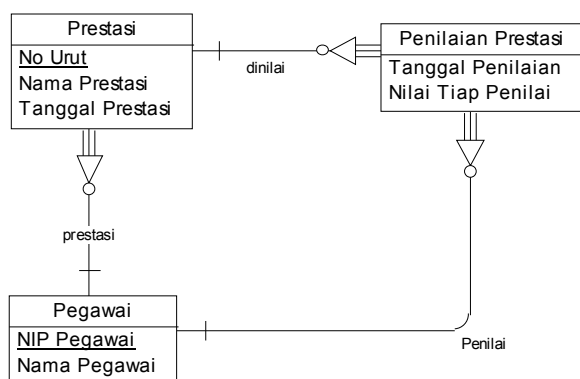 Prestasi
No Urut
Nama Prestasi
Tanggal Prestasi
dinilai
Penilaian Prestasi
Tanggal Penilaian
Nilai Tiap Penilai
prestasi
Pegawai
NIP Pegawai
Nama Pegawai
Penilai